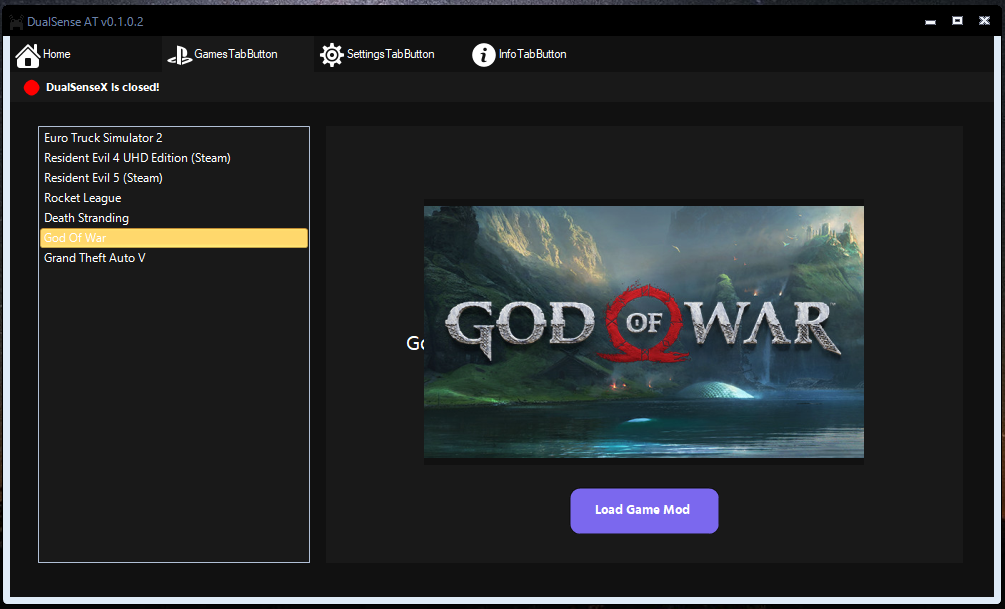 DualSense AT v0.1.0.2
Home
GamesTabButton
SettingsTabButton
InfoTabButton
DualSenseX is closed!
Euro Truck Simulator 2
Resident Evil 4 UHD Edition (Steam)
Resident Evil 5 (Steam)
Rocket League
Death Stranding
God Of War
Grand Theft Auto V
GOD OF WAR
Load Game Mod